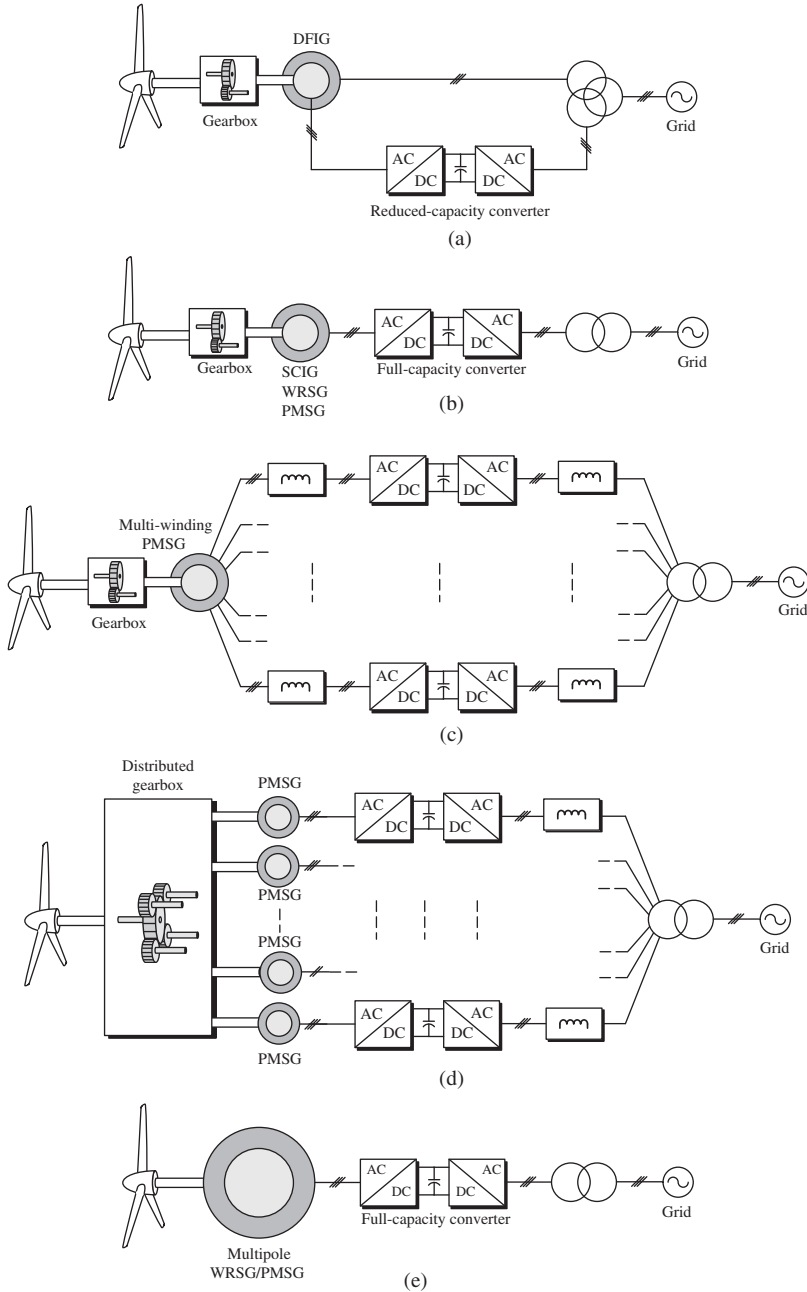 DFIG
Gearbox
Grid
AC
DC
AC
DC
Reduced-capacity converter
(a)
AC
DC
AC
DC
Gearbox
SCIG
WRSG
PMSG
Full-capacity converter
Grid
(b)
AC
DC
AC
DC
Multi-winding
PMSG
Gearbox
Grid
AC
DC
AC
DC
(c)
Distributed
gearbox
PMSG
AC
DC
AC
DC
PMSG
PMSG
Grid
AC
DC
AC
DC
PMSG
(d)
AC
DC
AC
DC
Full-capacity converter
Grid
Multipole
WRSG/PMSG
(e)